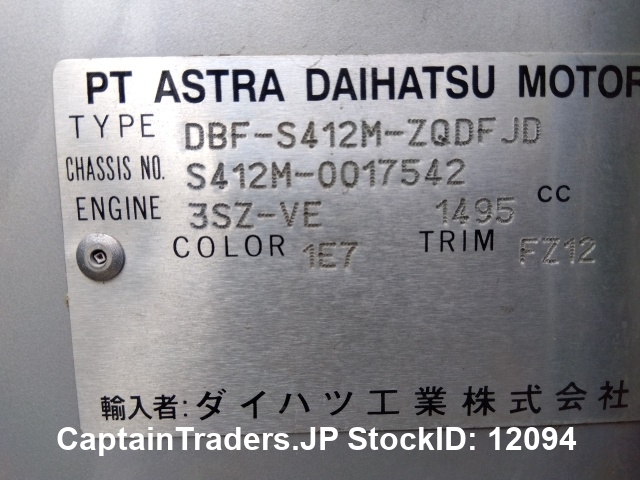 PT ASTRA DAIHATSU MOTOR
TYPE DBF-S412M-ZQDFJD
CHASSIS NO. S412M-0017542
ENGINE 3SZ-VE 1495 CC
COLOR 1E7 TRIM FZ12
輸入者:ダイハツ工業株式会社
CaptainTraders.JP StockID: 12094